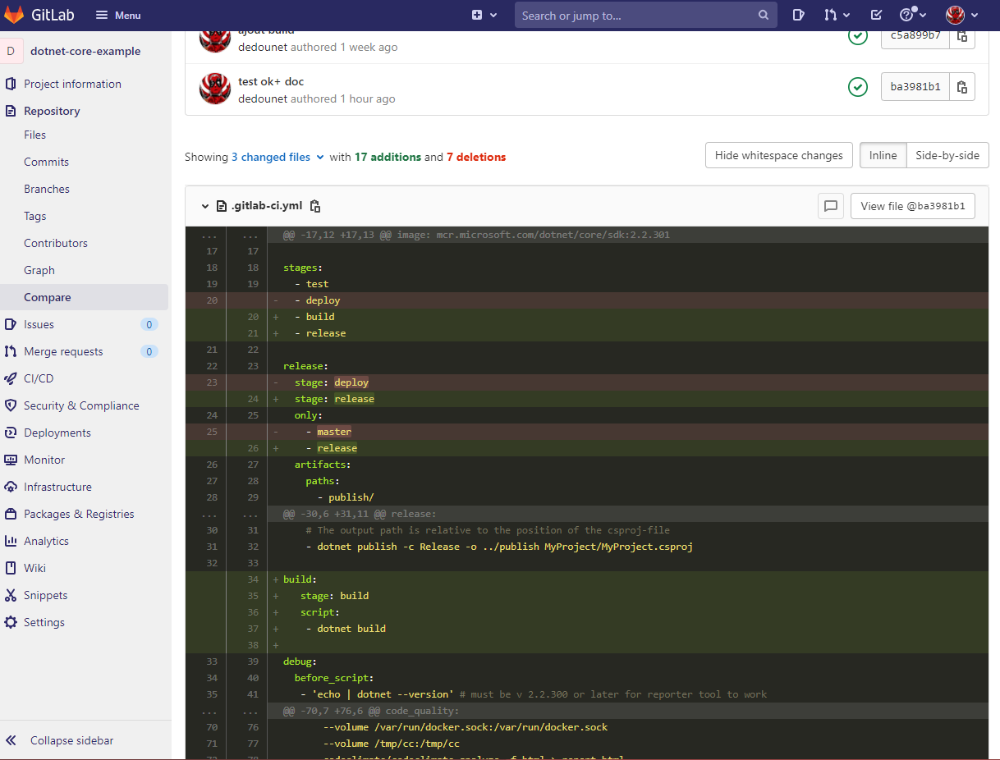 GitLab Menu Search or jump to...
D dotnet-core-example
Project information
Repository
Files
Commits
Branches
Tags
Contributors
Graph
Compare
Issues 0
Merge requests 0
CI/CD
Security & Compliance
Deployments
Monitor
Infrastructure
Packages & Registries
Analytics
Wiki
Snippets
Settings
Collapse sidebar
ajout build
dedounet authored 1 week ago
c5a899b7
test ok+ doc
dedounet authored 1 hour ago
ba3981b1
Showing 3 changed files with 17 additions and 7 deletions
Hide whitespace changes Inline Side-by-side
.gitlab-ci.yml View file @ba3981b1
... ... @@ -17,12 +17,13 @@ image: mcr.microsoft.com/dotnet/core/sdk:2.2.301
17 17
18 18 stages:
19 19 - test
20 - - deploy
20 + - build
21 + - release
21 22
22 23 release:
23 - stage: deploy
24 + stage: release
24 25 only:
25 - - master
26 + - release
26 27 artifacts:
27 28 paths:
28 29 - publish/
... ... @@ -30,6 +31,11 @@ release:
30 31 # The output path is relative to the position of the csproj-file
31 32 - dotnet publish -c Release -o ../publish MyProject/MyProject.csproj
32 33
34 + build:
35 + stage: build
36 + script:
37 + - dotnet build
38 +
33 39 debug:
34 40 before_script:
35 41 - 'echo | dotnet --version' # must be v 2.2.300 or later for reporter tool to work
... ... @@ -70,7 +76,6 @@ code_quality:
70 76 --volume /var/run/docker.sock:/var/run/docker.sock
71 77 --volume /tmp/cc:/tmp/cc
72 78 codeclimate/codeclimate analyze -f html > report.html